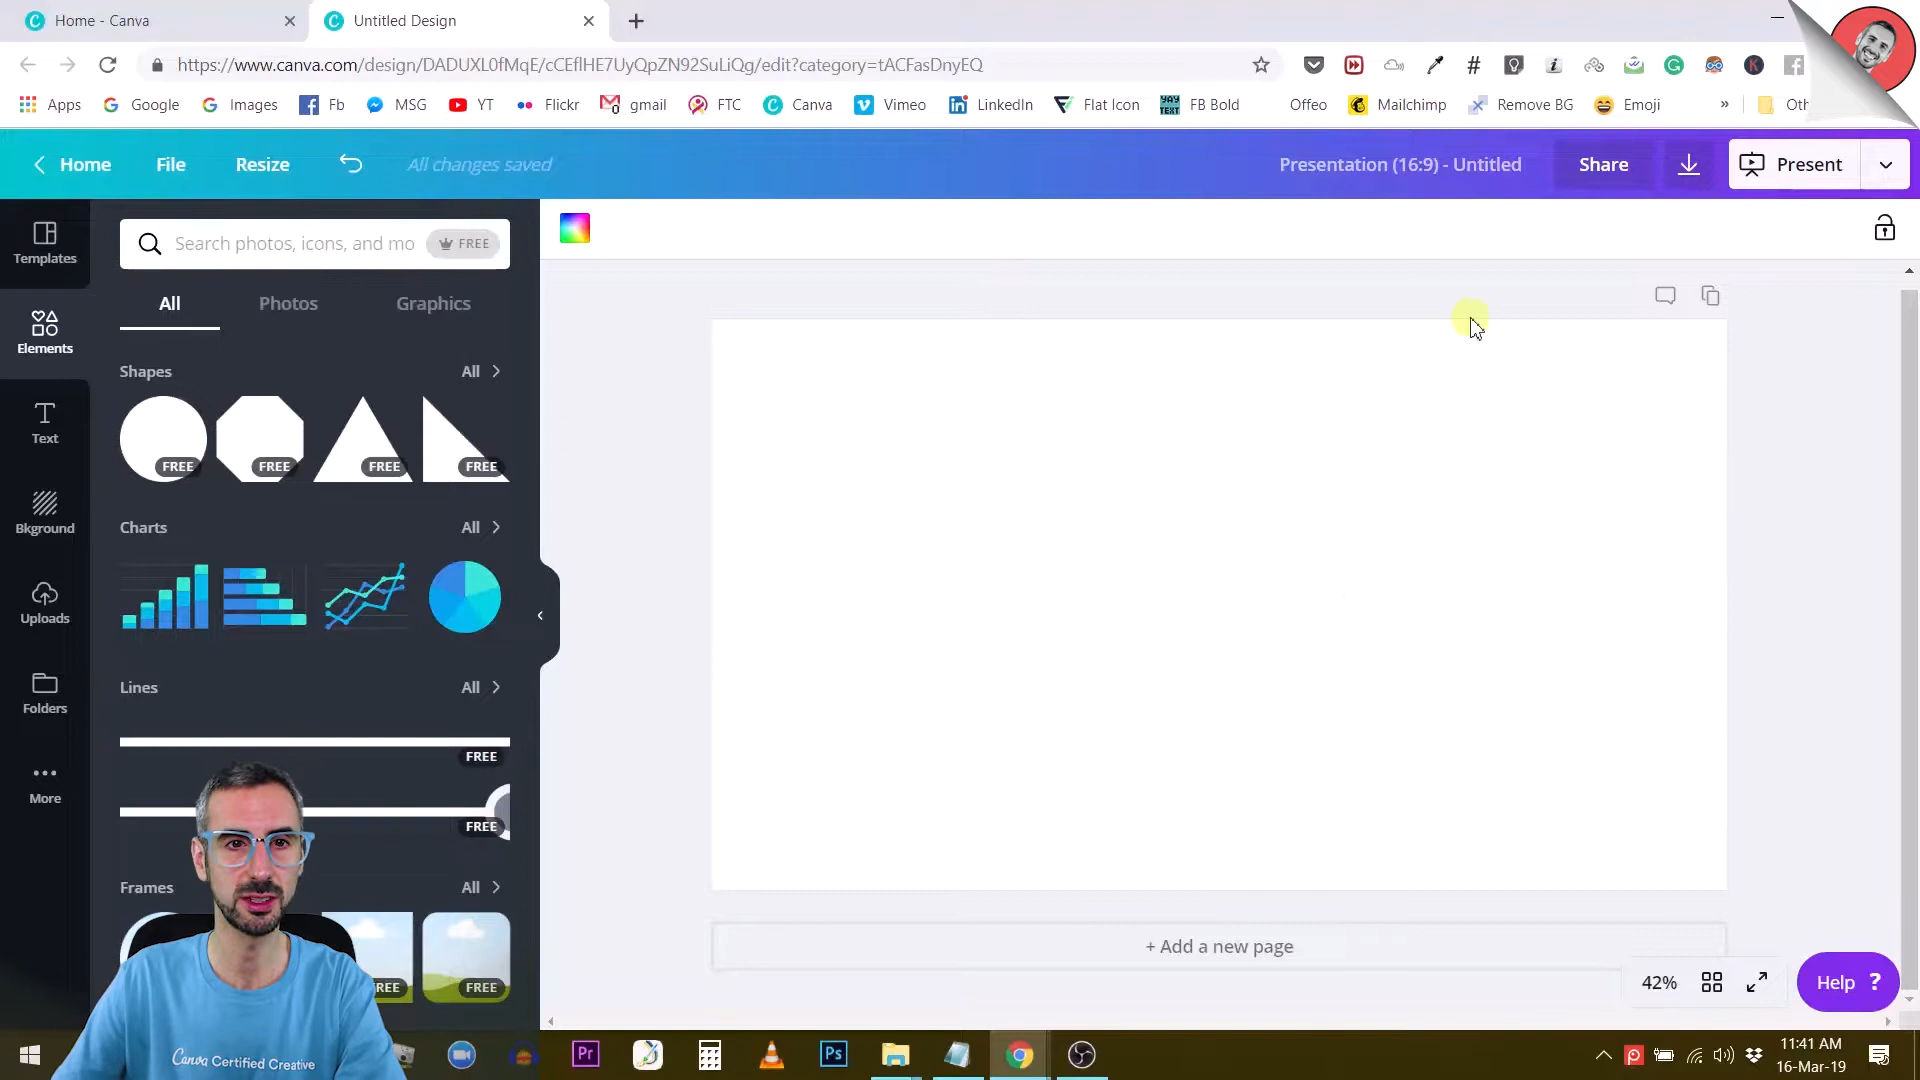 Home - Canva
Untitled Design
https://www.canva.com/design/DADUXL0fMqE/cCEflHE7UyQpZN92SuLiQg/edit?category=tACFasDnyEQ
Apps Google Images Fb MSG YT Flickr gmail FTC Canva Vimeo LinkedIn Flat Icon FB Bold Offeo Mailchimp Remove BG Emoji » Oth
Home File Resize All changes saved Presentation (16:9) - Untitled Share Present
Templates
Search photos, icons, and mo FREE
All Photos Graphics
Elements
Shapes All
FREE FREE FREE FREE
Text
Charts All
Bkground
Uploads
Lines All
Folders
FREE
More
FREE
Frames All
+ Add a new page
REE FREE
42% Help ?
Canva Certified Creative
Pr Ps
11:41 AM
16-Mar-19